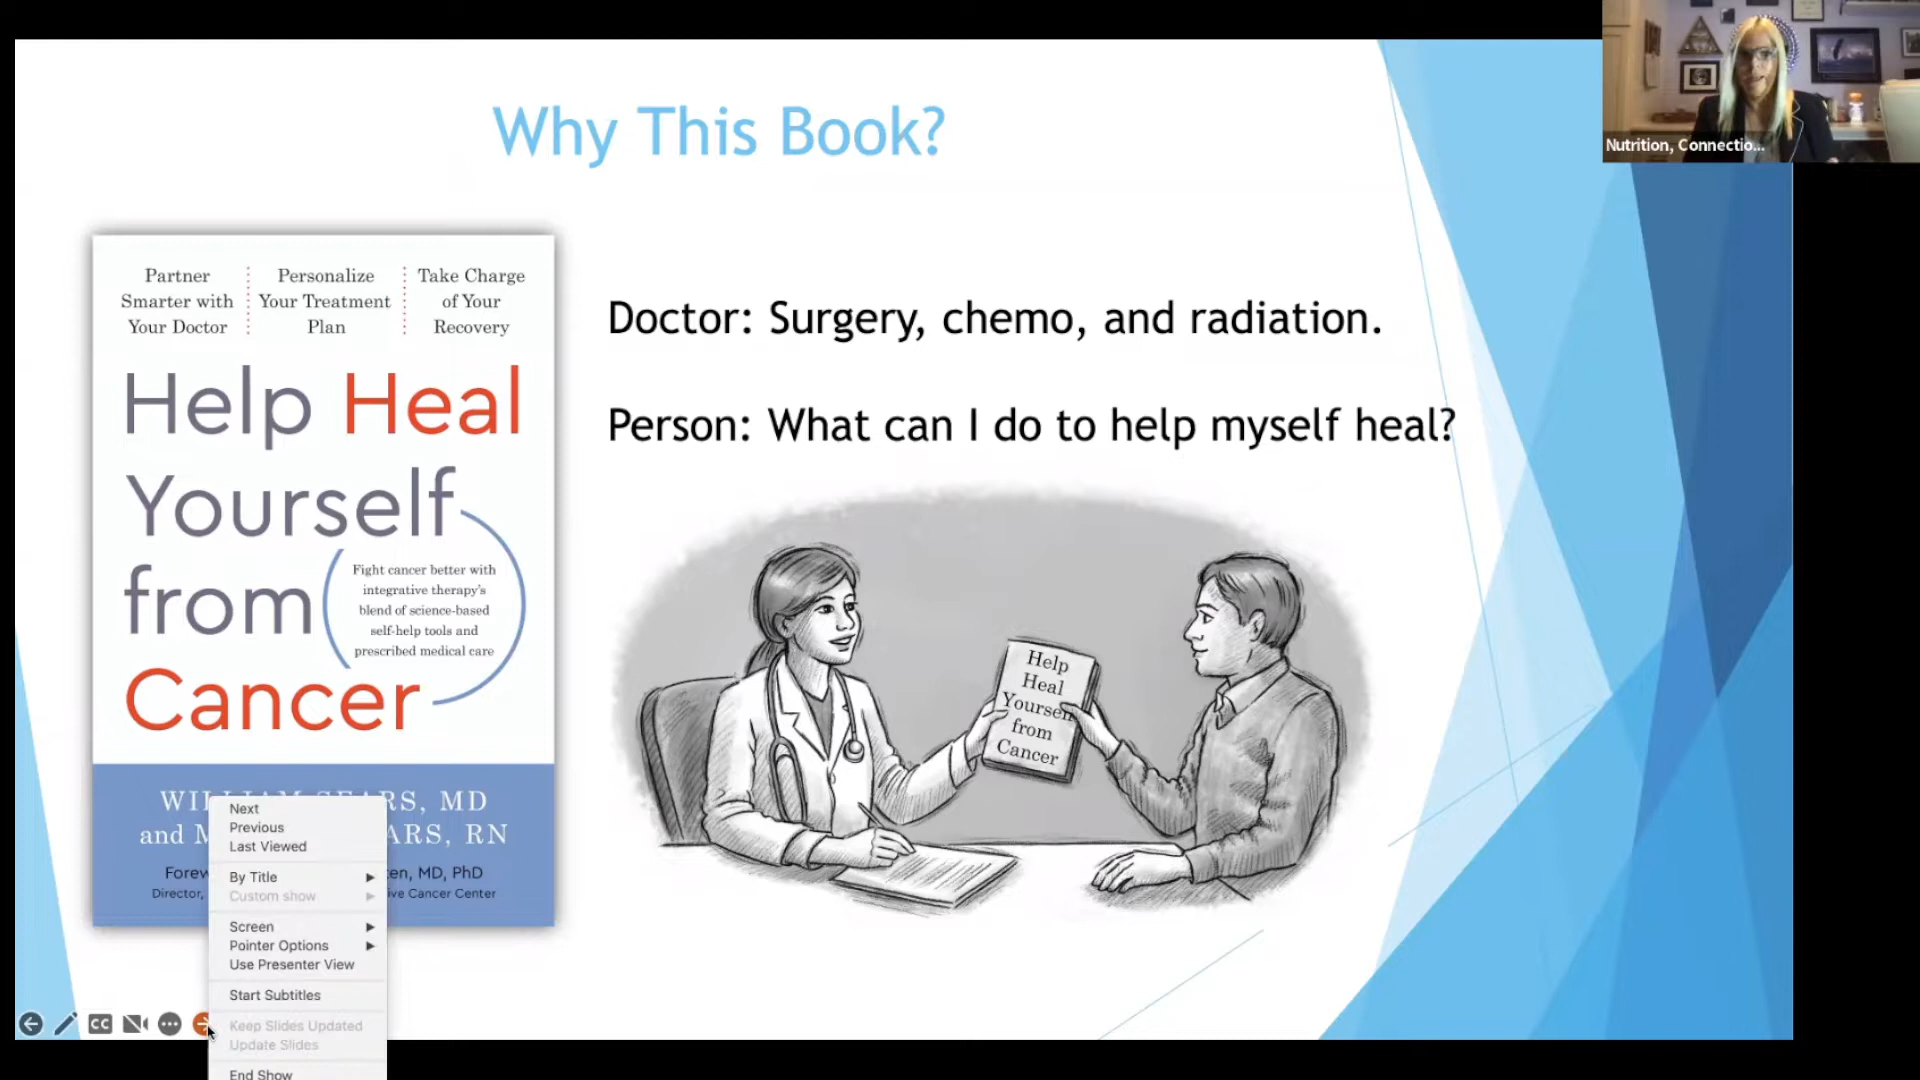 Why This Book?
Nutrition, Connectio...
Partner
Smarter with
Your Doctor
Personalize
Your Treatment
Plan
Take Charge
of Your
Recovery
Help Heal
Yourself
from
Cancer
Fight cancer better with
integrative therapy's
blend of science-based
self-help tools and
prescribed medical care
WILLIAM SEARS, MD
and M ARS, RN
Forew en, MD, PhD
Director, ive Cancer Center
Doctor: Surgery, chemo, and radiation.
Person: What can I do to help myself heal?
Help
Heal
Yoursel
from
Cancer
Next
Previous
Last Viewed
By Title
Custom show
Screen
Pointer Options
Use Presenter View
Start Subtitles
Keep Slides Updated
Update Slides
End Show
CC